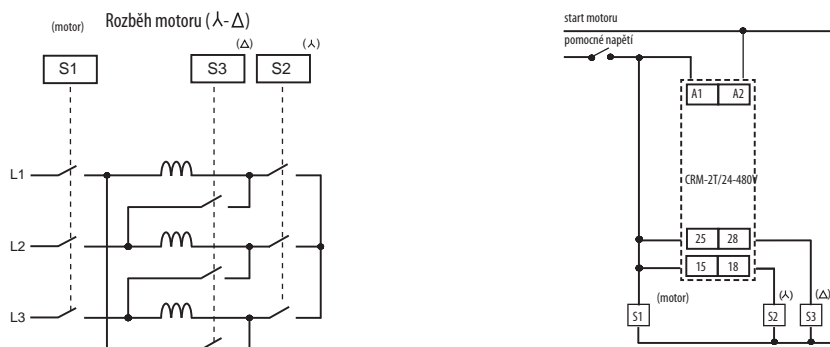 (motor)
Rozběh motoru (⅄-Δ)
(Δ)
(⅄)
S1
S3
S2
L1
L2
L3
start motoru
pomocné napětí
A1
A2
CRM-2T/24-480V
25
28
15
18
(motor)
(⅄)
(Δ)
S1
S2
S3